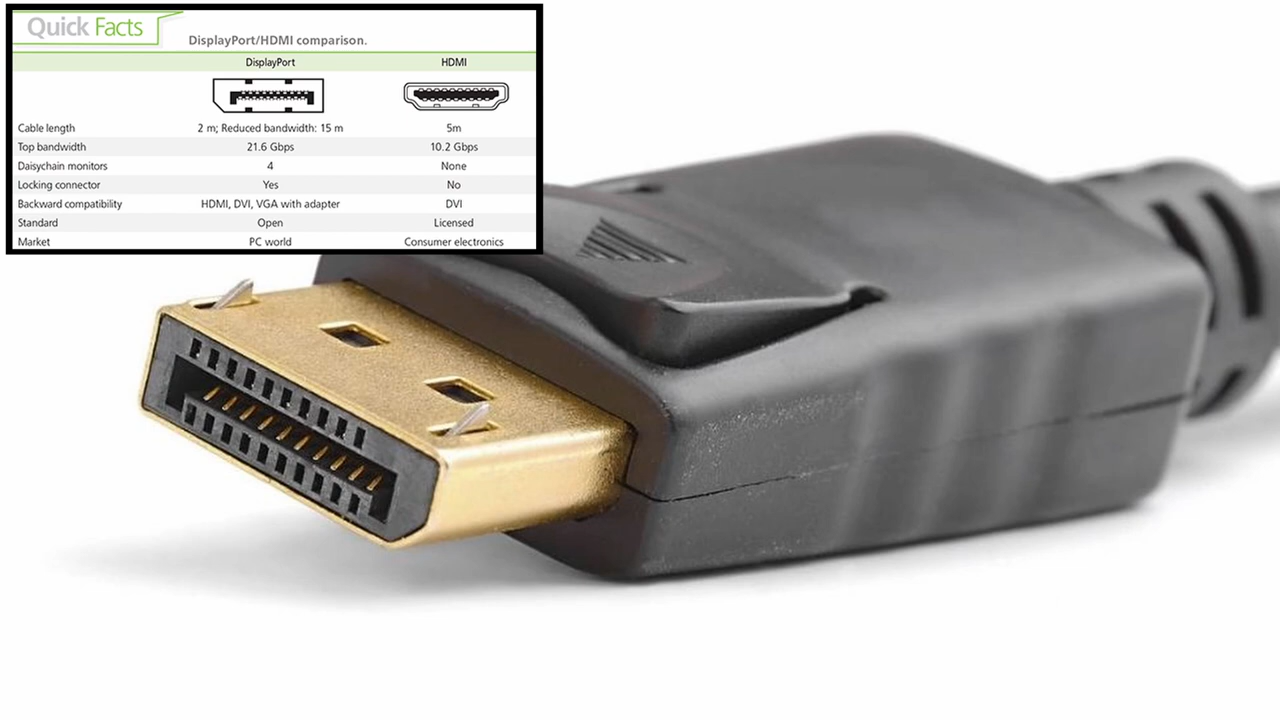 Quick Facts
DisplayPort/HDMI comparison.
DisplayPort HDMI
Cable length 2 m; Reduced bandwidth: 15 m 5m
Top bandwidth 21.6 Gbps 10.2 Gbps
Daisychain monitors 4 None
Locking connector Yes No
Backward compatibility HDMI, DVI, VGA with adapter DVI
Standard Open Licensed
Market PC world Consumer electronics